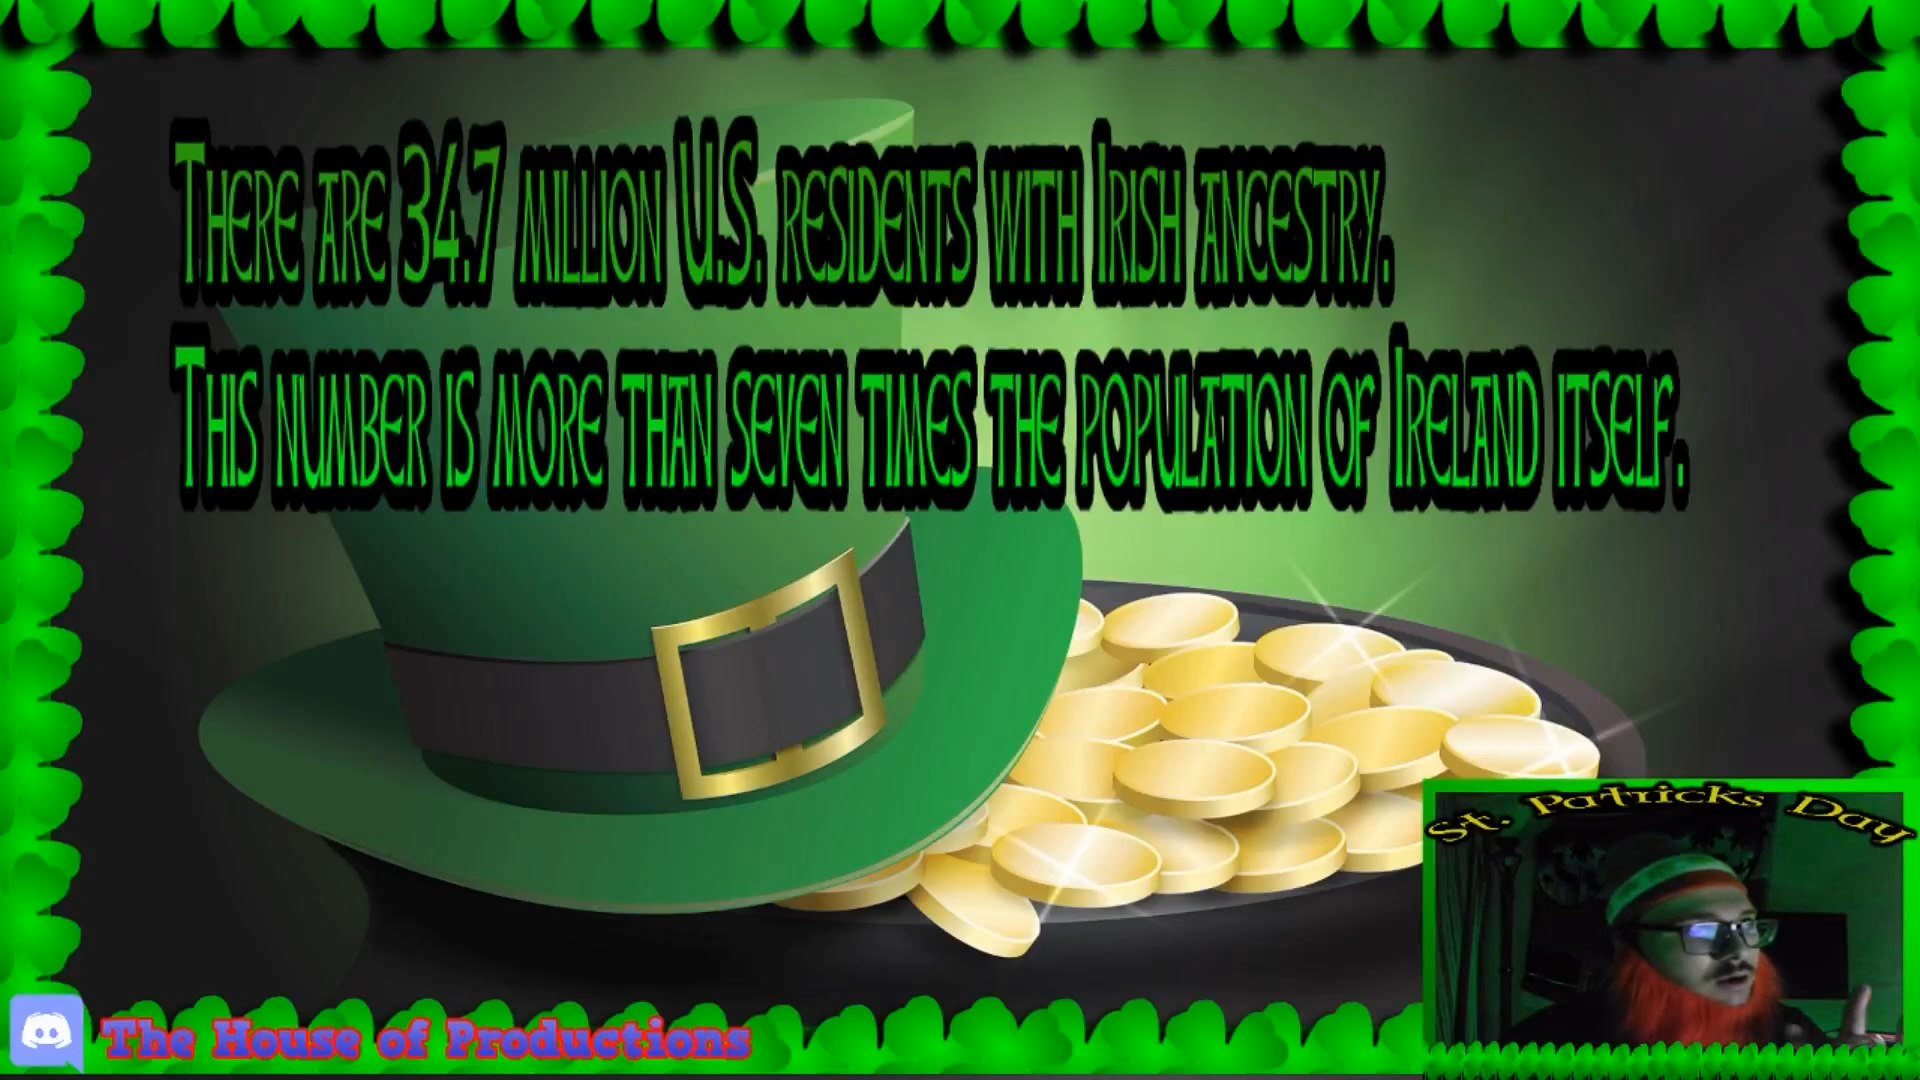 There are 34.7 million U.S. residents with Irish ancestry.
This number is more than seven times the population of Ireland itself.
St. Patricks Day
The House of Productions